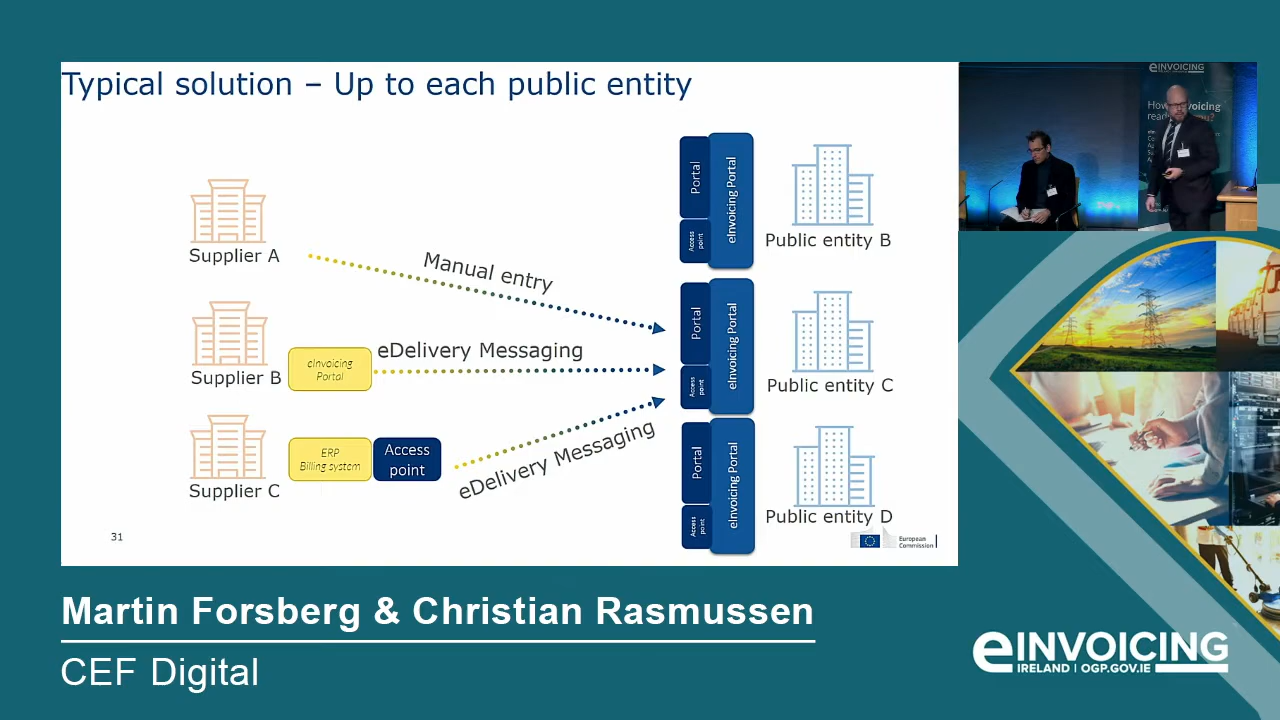 Typical solution – Up to each public entity
Supplier A
Manual entry
Supplier B
eInvoicing
Portal
eDelivery Messaging
Supplier C
ERP
Billing system
Access
point
eDelivery Messaging
Portal
Access
point
eInvoicing Portal
Public entity B
Portal
Access
point
eInvoicing Portal
Public entity C
Portal
Access
point
eInvoicing Portal
Public entity D
31
European
Commission
eINVOICING
Martin Forsberg & Christian Rasmussen
CEF Digital
eINVOICING
IRELAND | OGP.GOV.IE